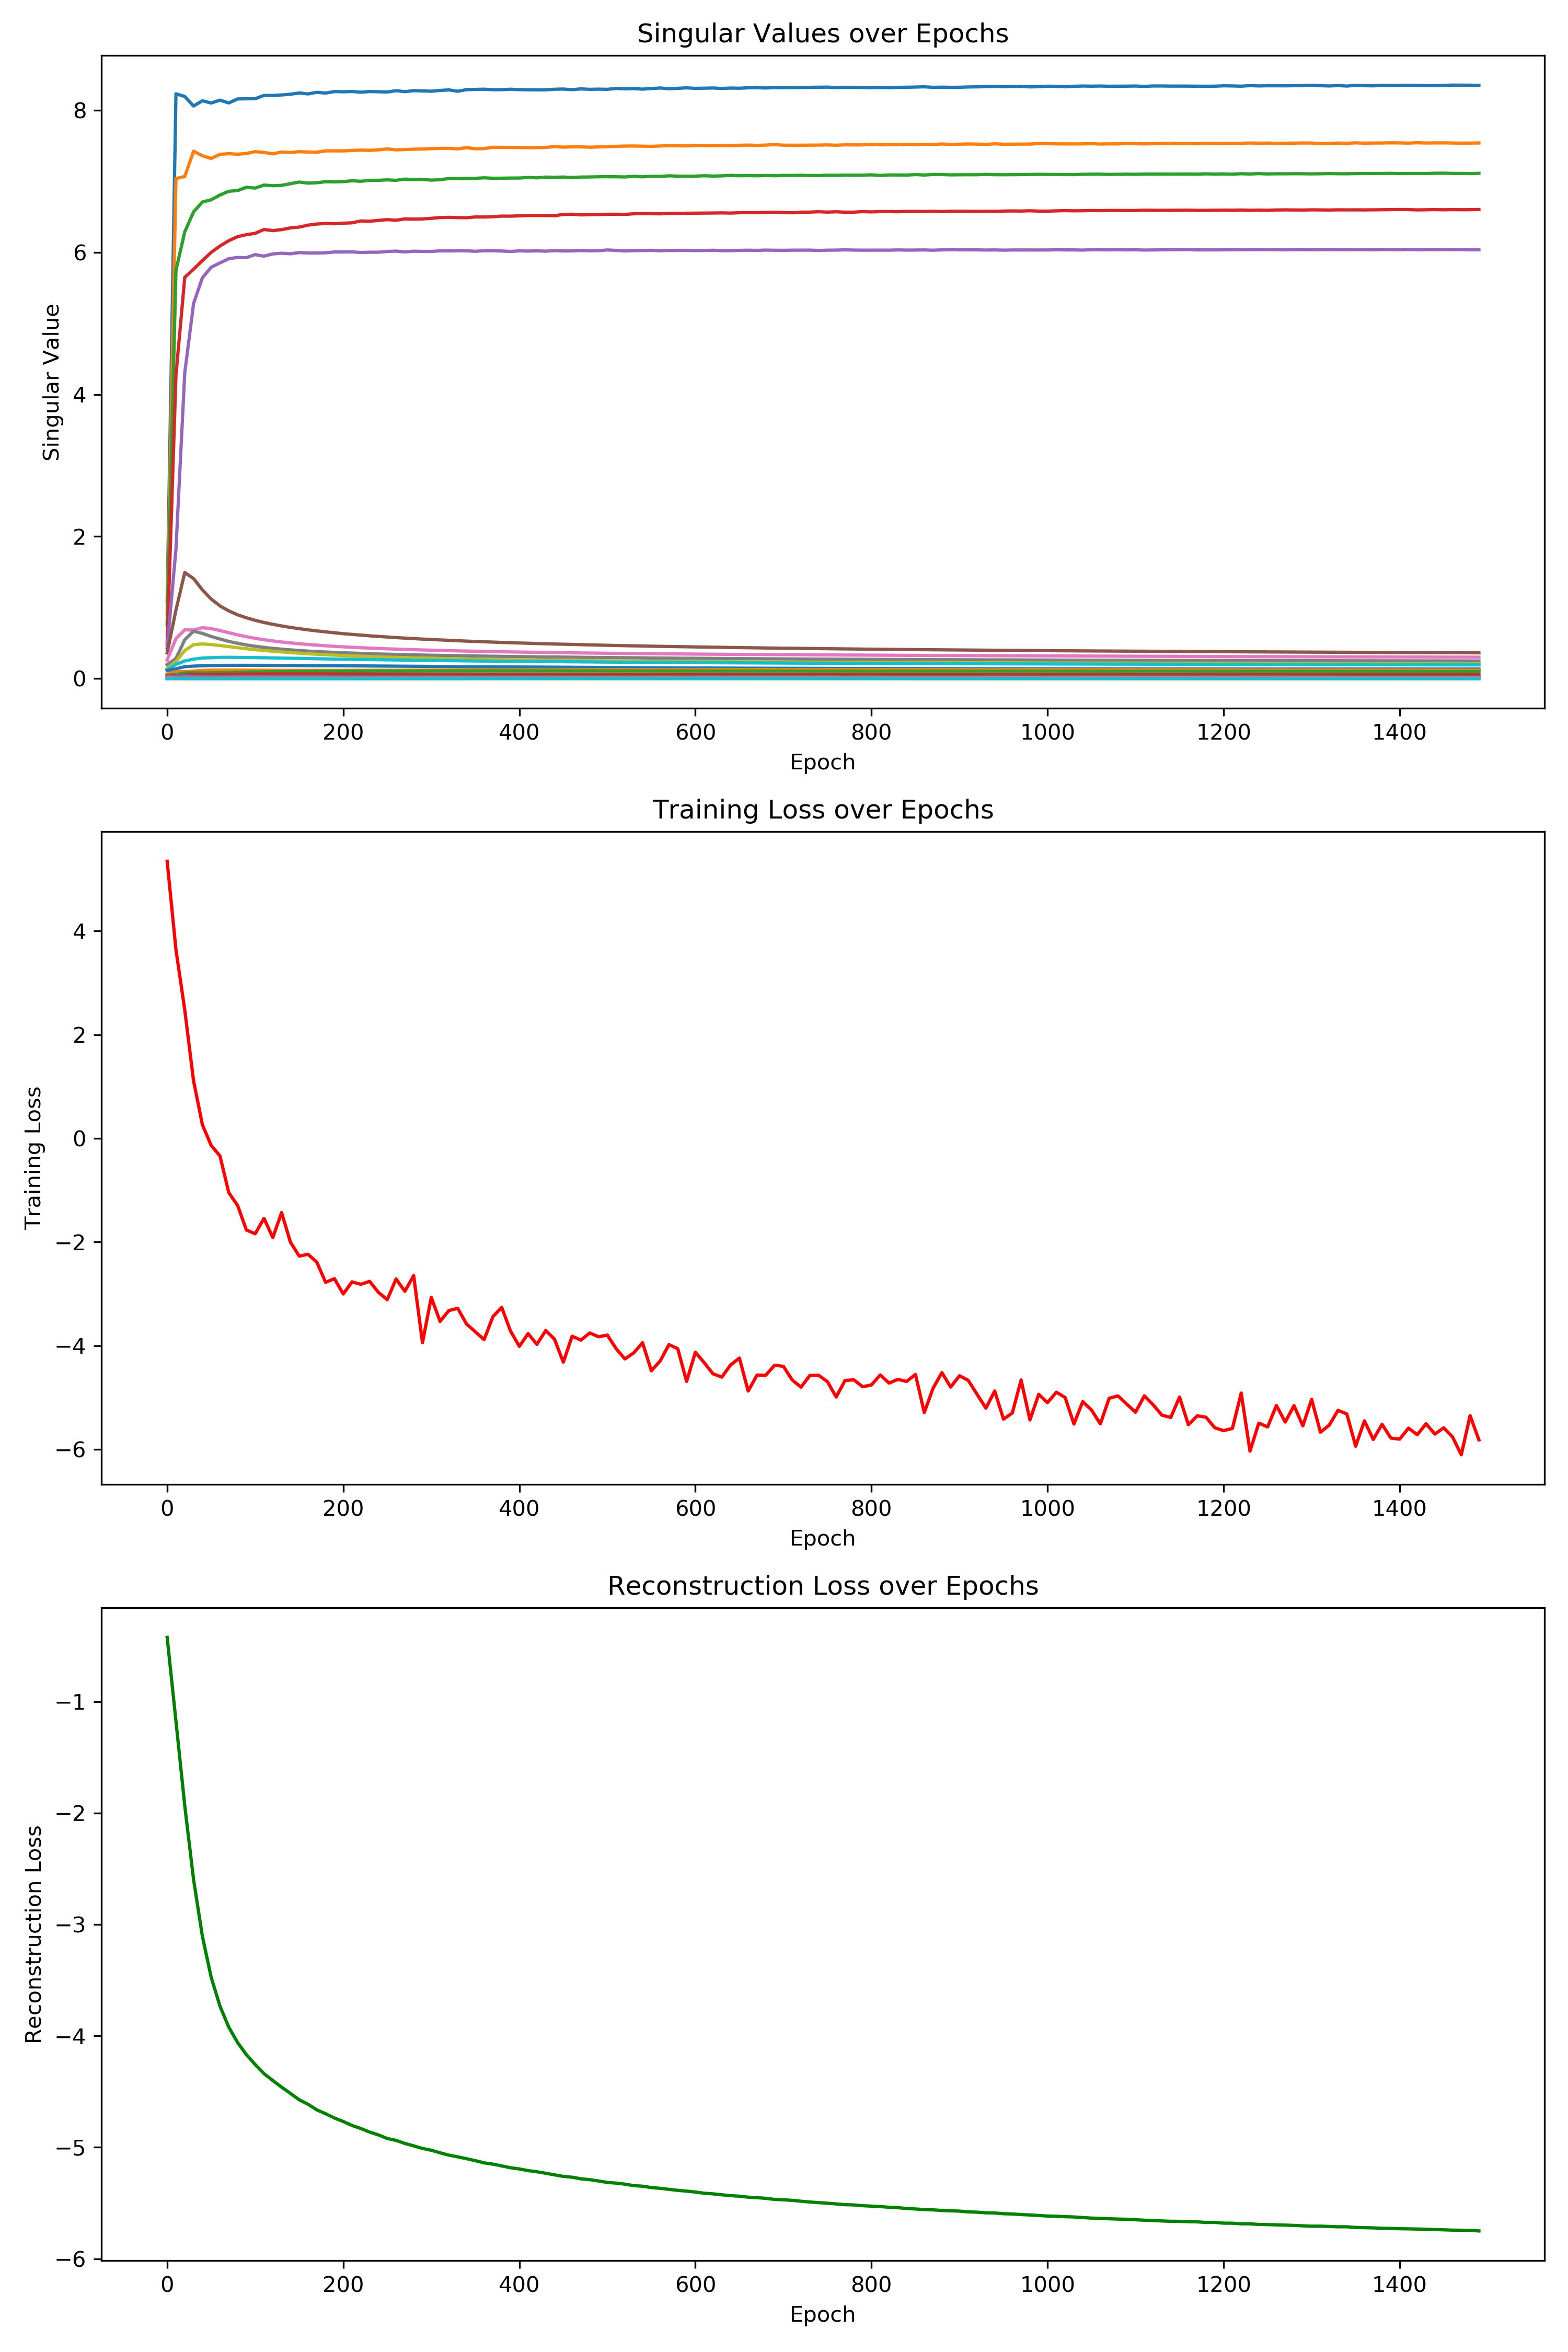 Singular Values over Epochs
Singular Value
8
6
4
2
0
0 200 400 600 800 1000 1200 1400
Epoch
Training Loss over Epochs
Training Loss
4
2
0
−2
−4
−6
0 200 400 600 800 1000 1200 1400
Epoch
Reconstruction Loss over Epochs
Reconstruction Loss
−1
−2
−3
−4
−5
−6
0 200 400 600 800 1000 1200 1400
Epoch